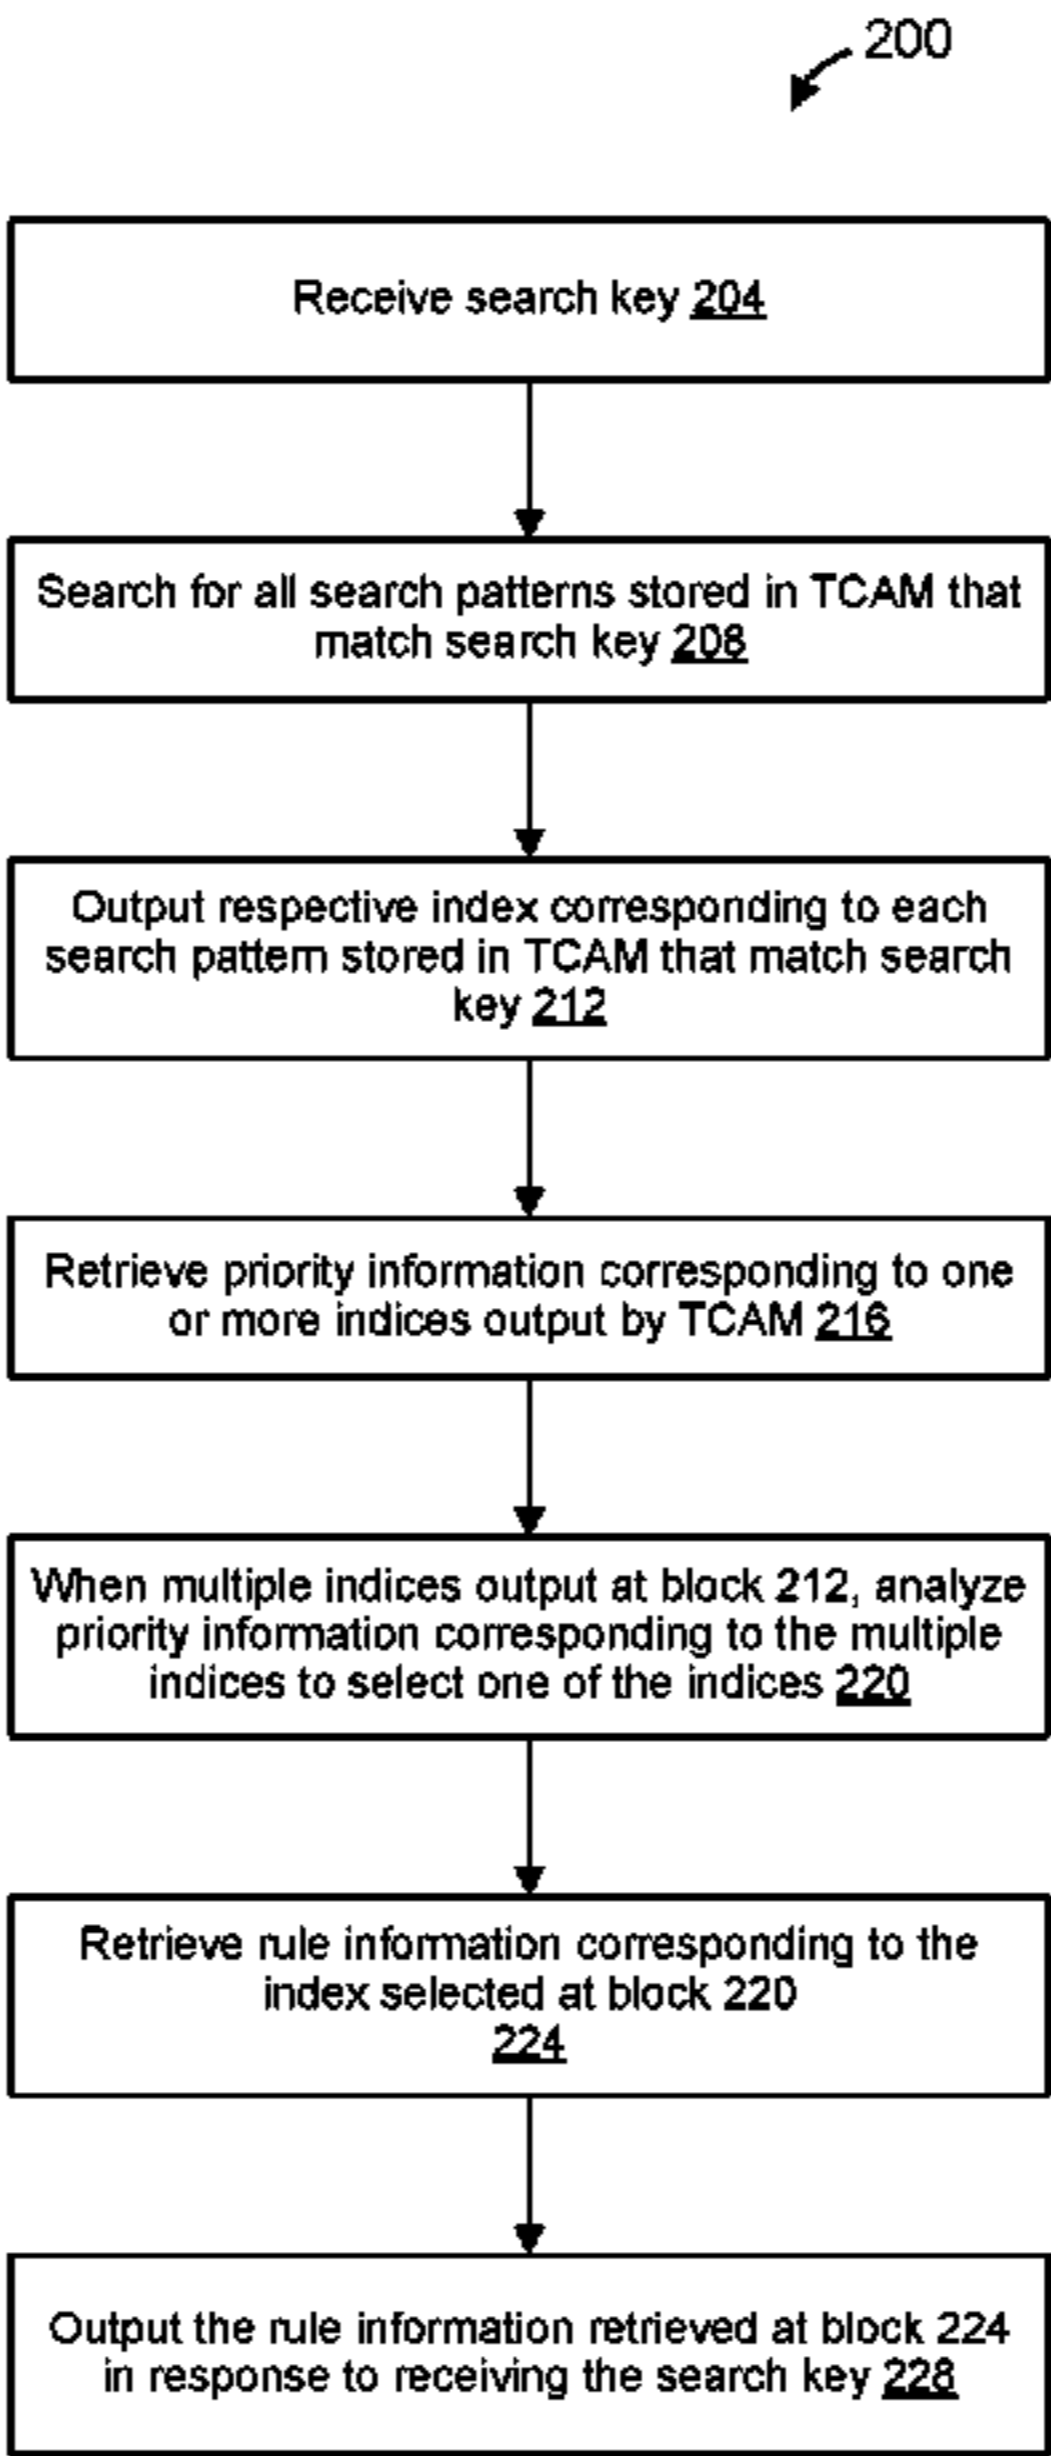 200
Receive search key 204
Search for all search patterns stored in TCAM that
match search key 208
Output respective index corresponding to each
search pattern stored in TCAM that match search
key 212
Retrieve priority information corresponding to one
or more indices output by TCAM 216
When multiple indices output at block 212, analyze
priority information corresponding to the multiple
indices to select one of the indices 220
Retrieve rule information corresponding to the
index selected at block 220
224
Output the rule information retrieved at block 224
in response to receiving the search key 228